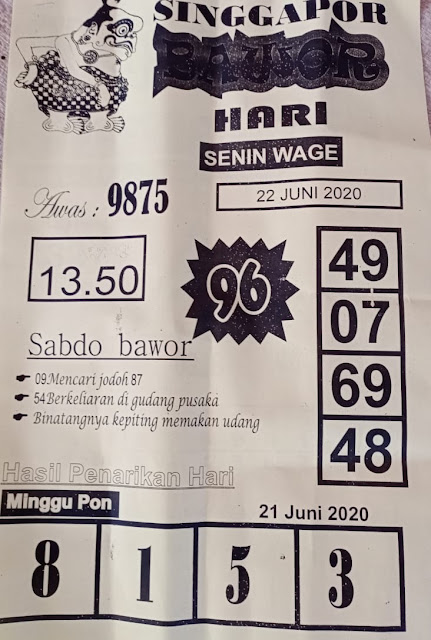 SINGGAPOR
BAWOR
HARI
SENIN WAGE
Awas : 9875
22 JUNI 2020
13.50
96
49
07
69
48
Sabdo bawor
09 Mencari jodoh 87
54 Berkeliaran di gudang pusaka
Binatangnya kepiting memakan udang
Hasil Penarikan Hari
Minggu Pon
21 Juni 2020
8 1 5 3